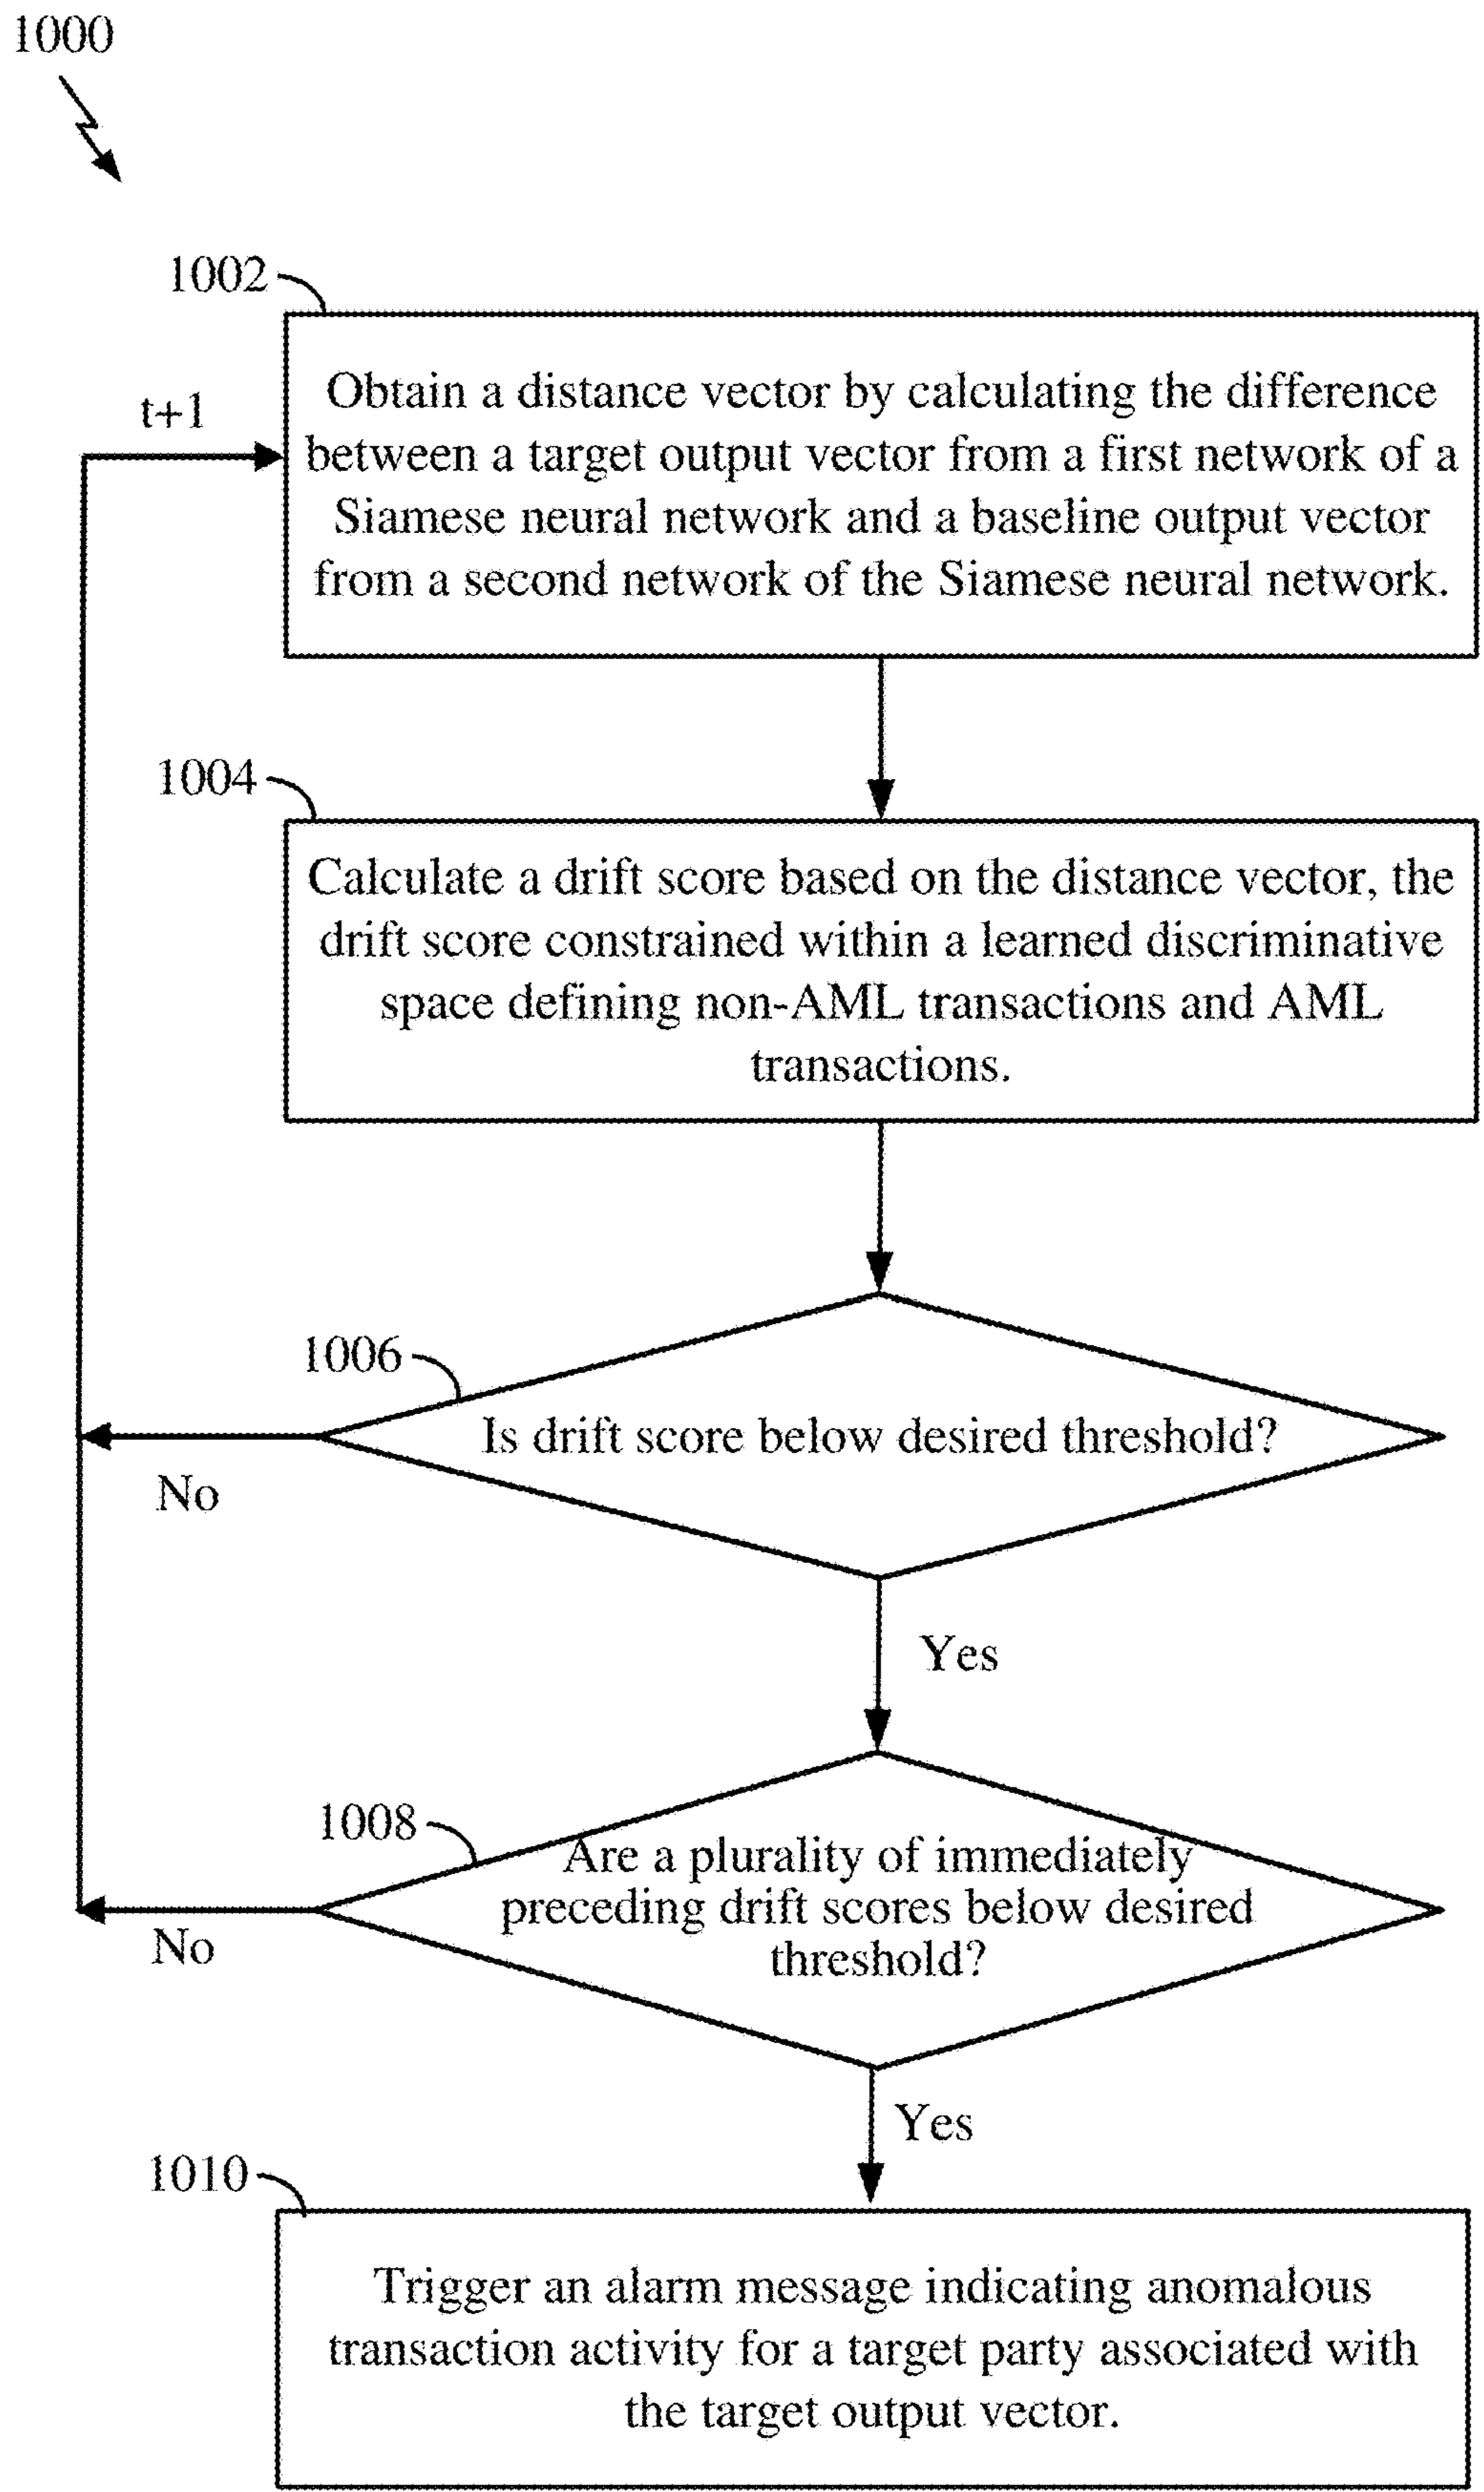 1000
1002
t+1
Obtain a distance vector by calculating the difference
between a target output vector from a first network of a
Siamese neural network and a baseline output vector
from a second network of the Siamese neural network.
1004
Calculate a drift score based on the distance vector, the
drift score constrained within a learned discriminative
space defining non-AML transactions and AML
transactions.
1006
Is drift score below desired threshold?
No
Yes
1008
Are a plurality of immediately
preceding drift scores below desired
threshold?
No
Yes
1010
Trigger an alarm message indicating anomalous
transaction activity for a target party associated with
the target output vector.